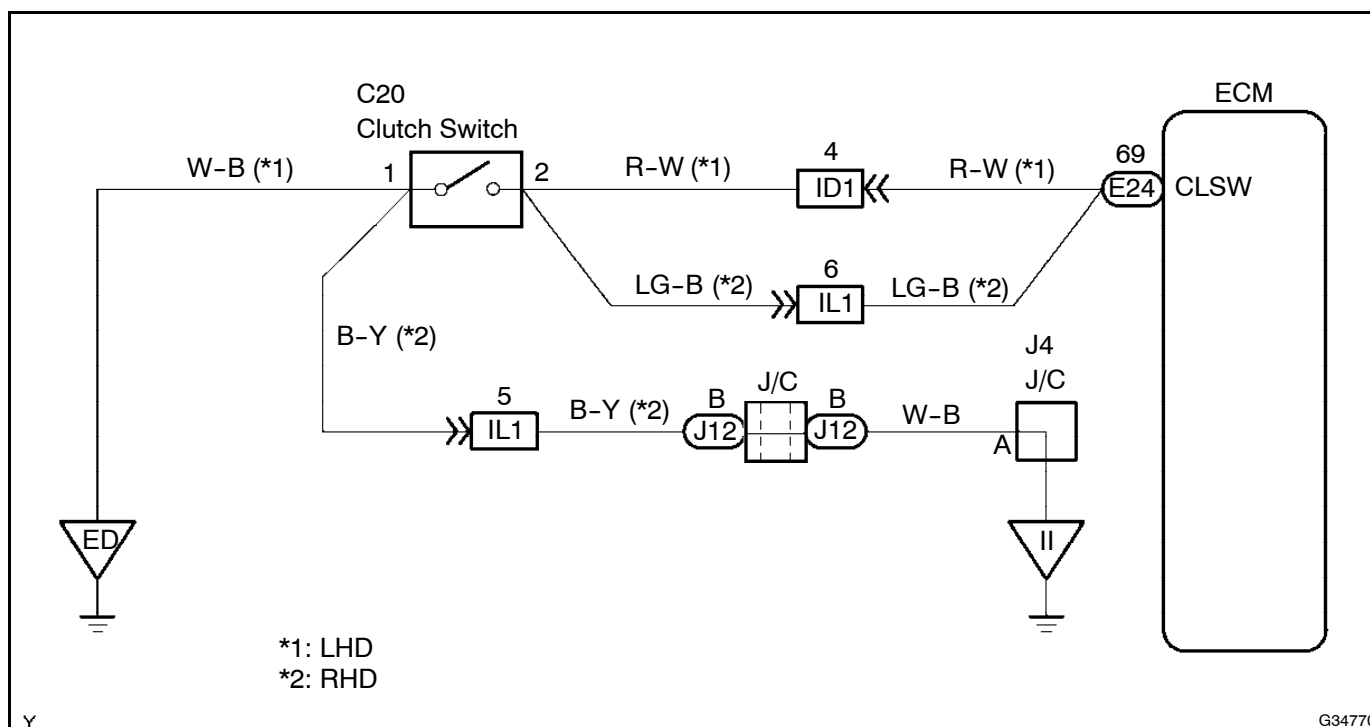 C20
Clutch Switch
ECM
W-B (*1)
1
2
R-W (*1)
4
ID1
R-W (*1)
69
E24
CLSW
LG-B (*2)
6
IL1
LG-B (*2)
B-Y (*2)
5
IL1
B-Y (*2)
B
J12
J/C
B
J12
W-B
J4
J/C
A
ED
II
*1: LHD
*2: RHD
Y